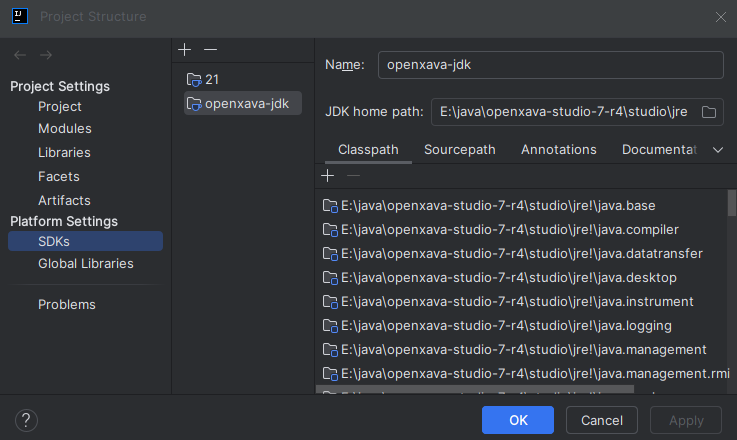 Project Structure
Project Settings
Project
Modules
Libraries
Facets
Artifacts
Platform Settings
SDKs
Global Libraries
Problems
21
openxava-jdk
Name: openxava-jdk
JDK home path: E:\java\openxava-studio-7-r4\studio\jre
Classpath Sourcepath Annotations Documentat
E:\java\openxava-studio-7-r4\studio\jre!\java.base
E:\java\openxava-studio-7-r4\studio\jre!\java.compiler
E:\java\openxava-studio-7-r4\studio\jre!\java.datatransfer
E:\java\openxava-studio-7-r4\studio\jre!\java.desktop
E:\java\openxava-studio-7-r4\studio\jre!\java.instrument
E:\java\openxava-studio-7-r4\studio\jre!\java.logging
E:\java\openxava-studio-7-r4\studio\jre!\java.management
E:\java\openxava-studio-7-r4\studio\jre!\java.management.rmi
? OK Cancel Apply